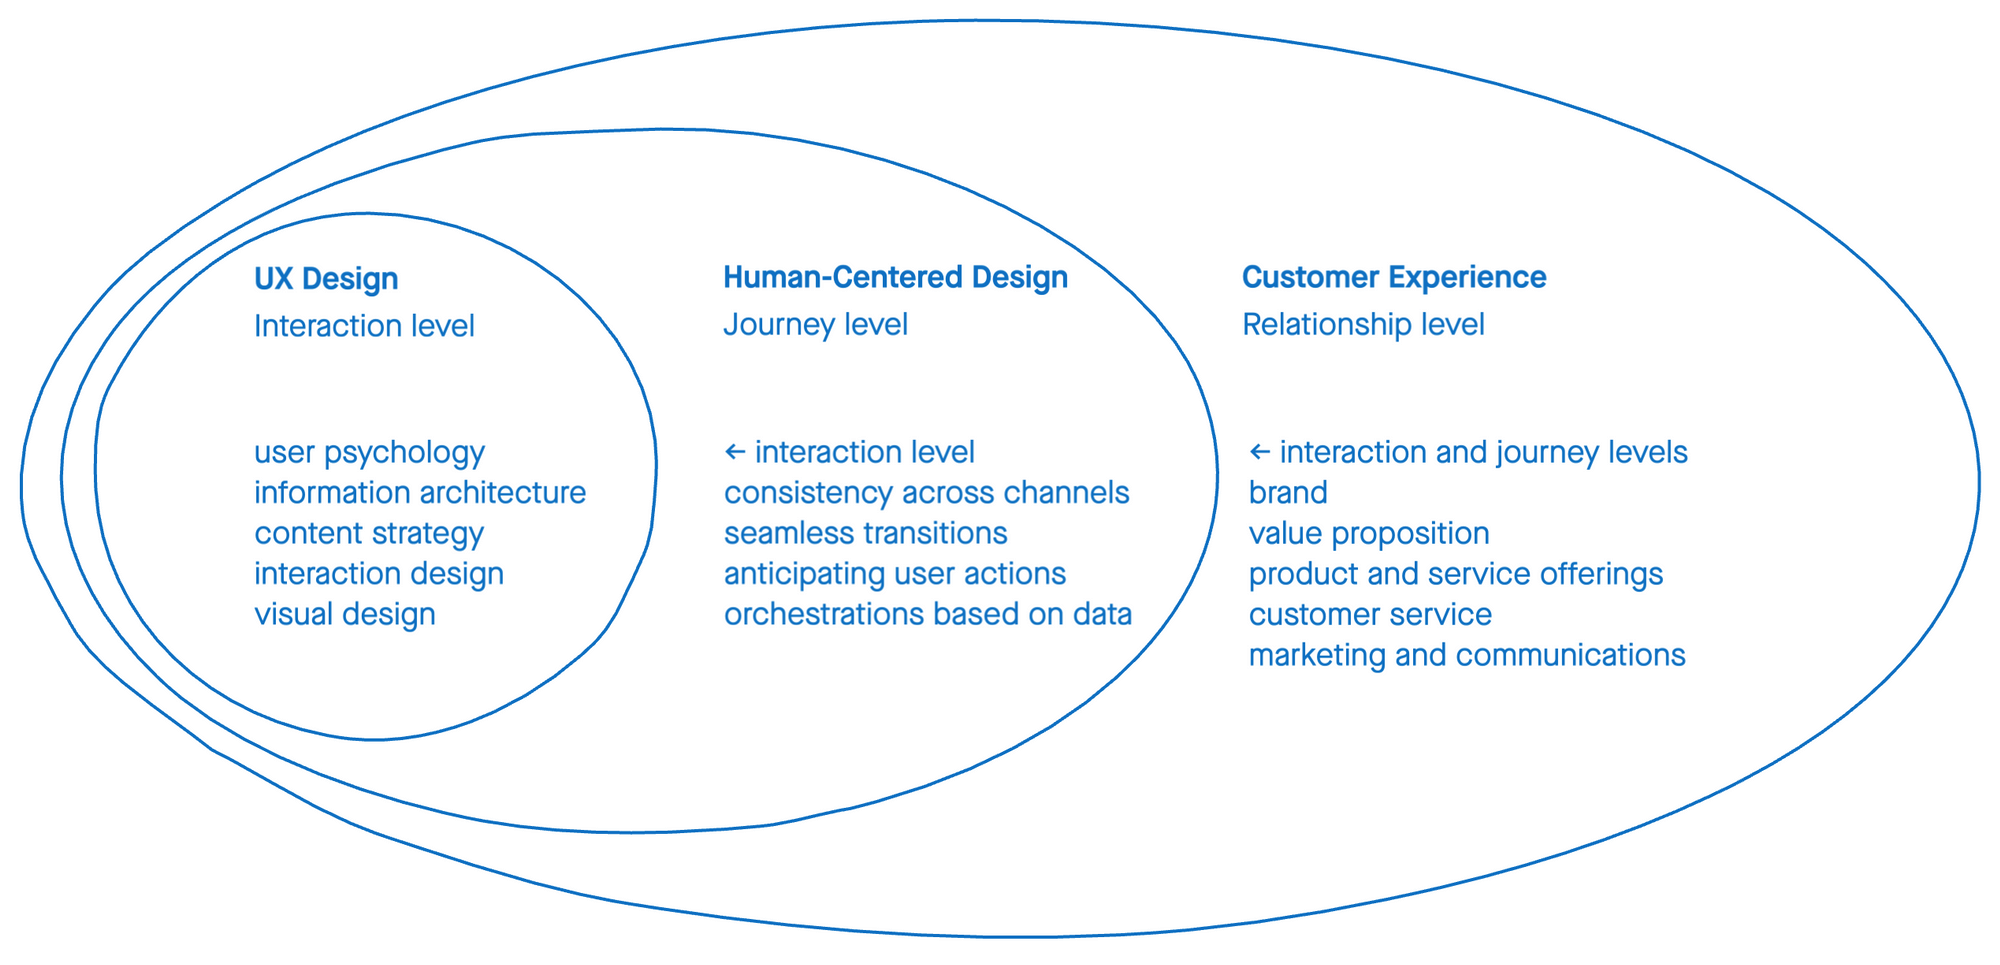 UX Design
Interaction level
user psychology
information architecture
content strategy
interaction design
visual design
Human-Centered Design
Journey level
← interaction level
consistency across channels
seamless transitions
anticipating user actions
orchestrations based on data
Customer Experience
Relationship level
← interaction and journey levels
brand
value proposition
product and service offerings
customer service
marketing and communications